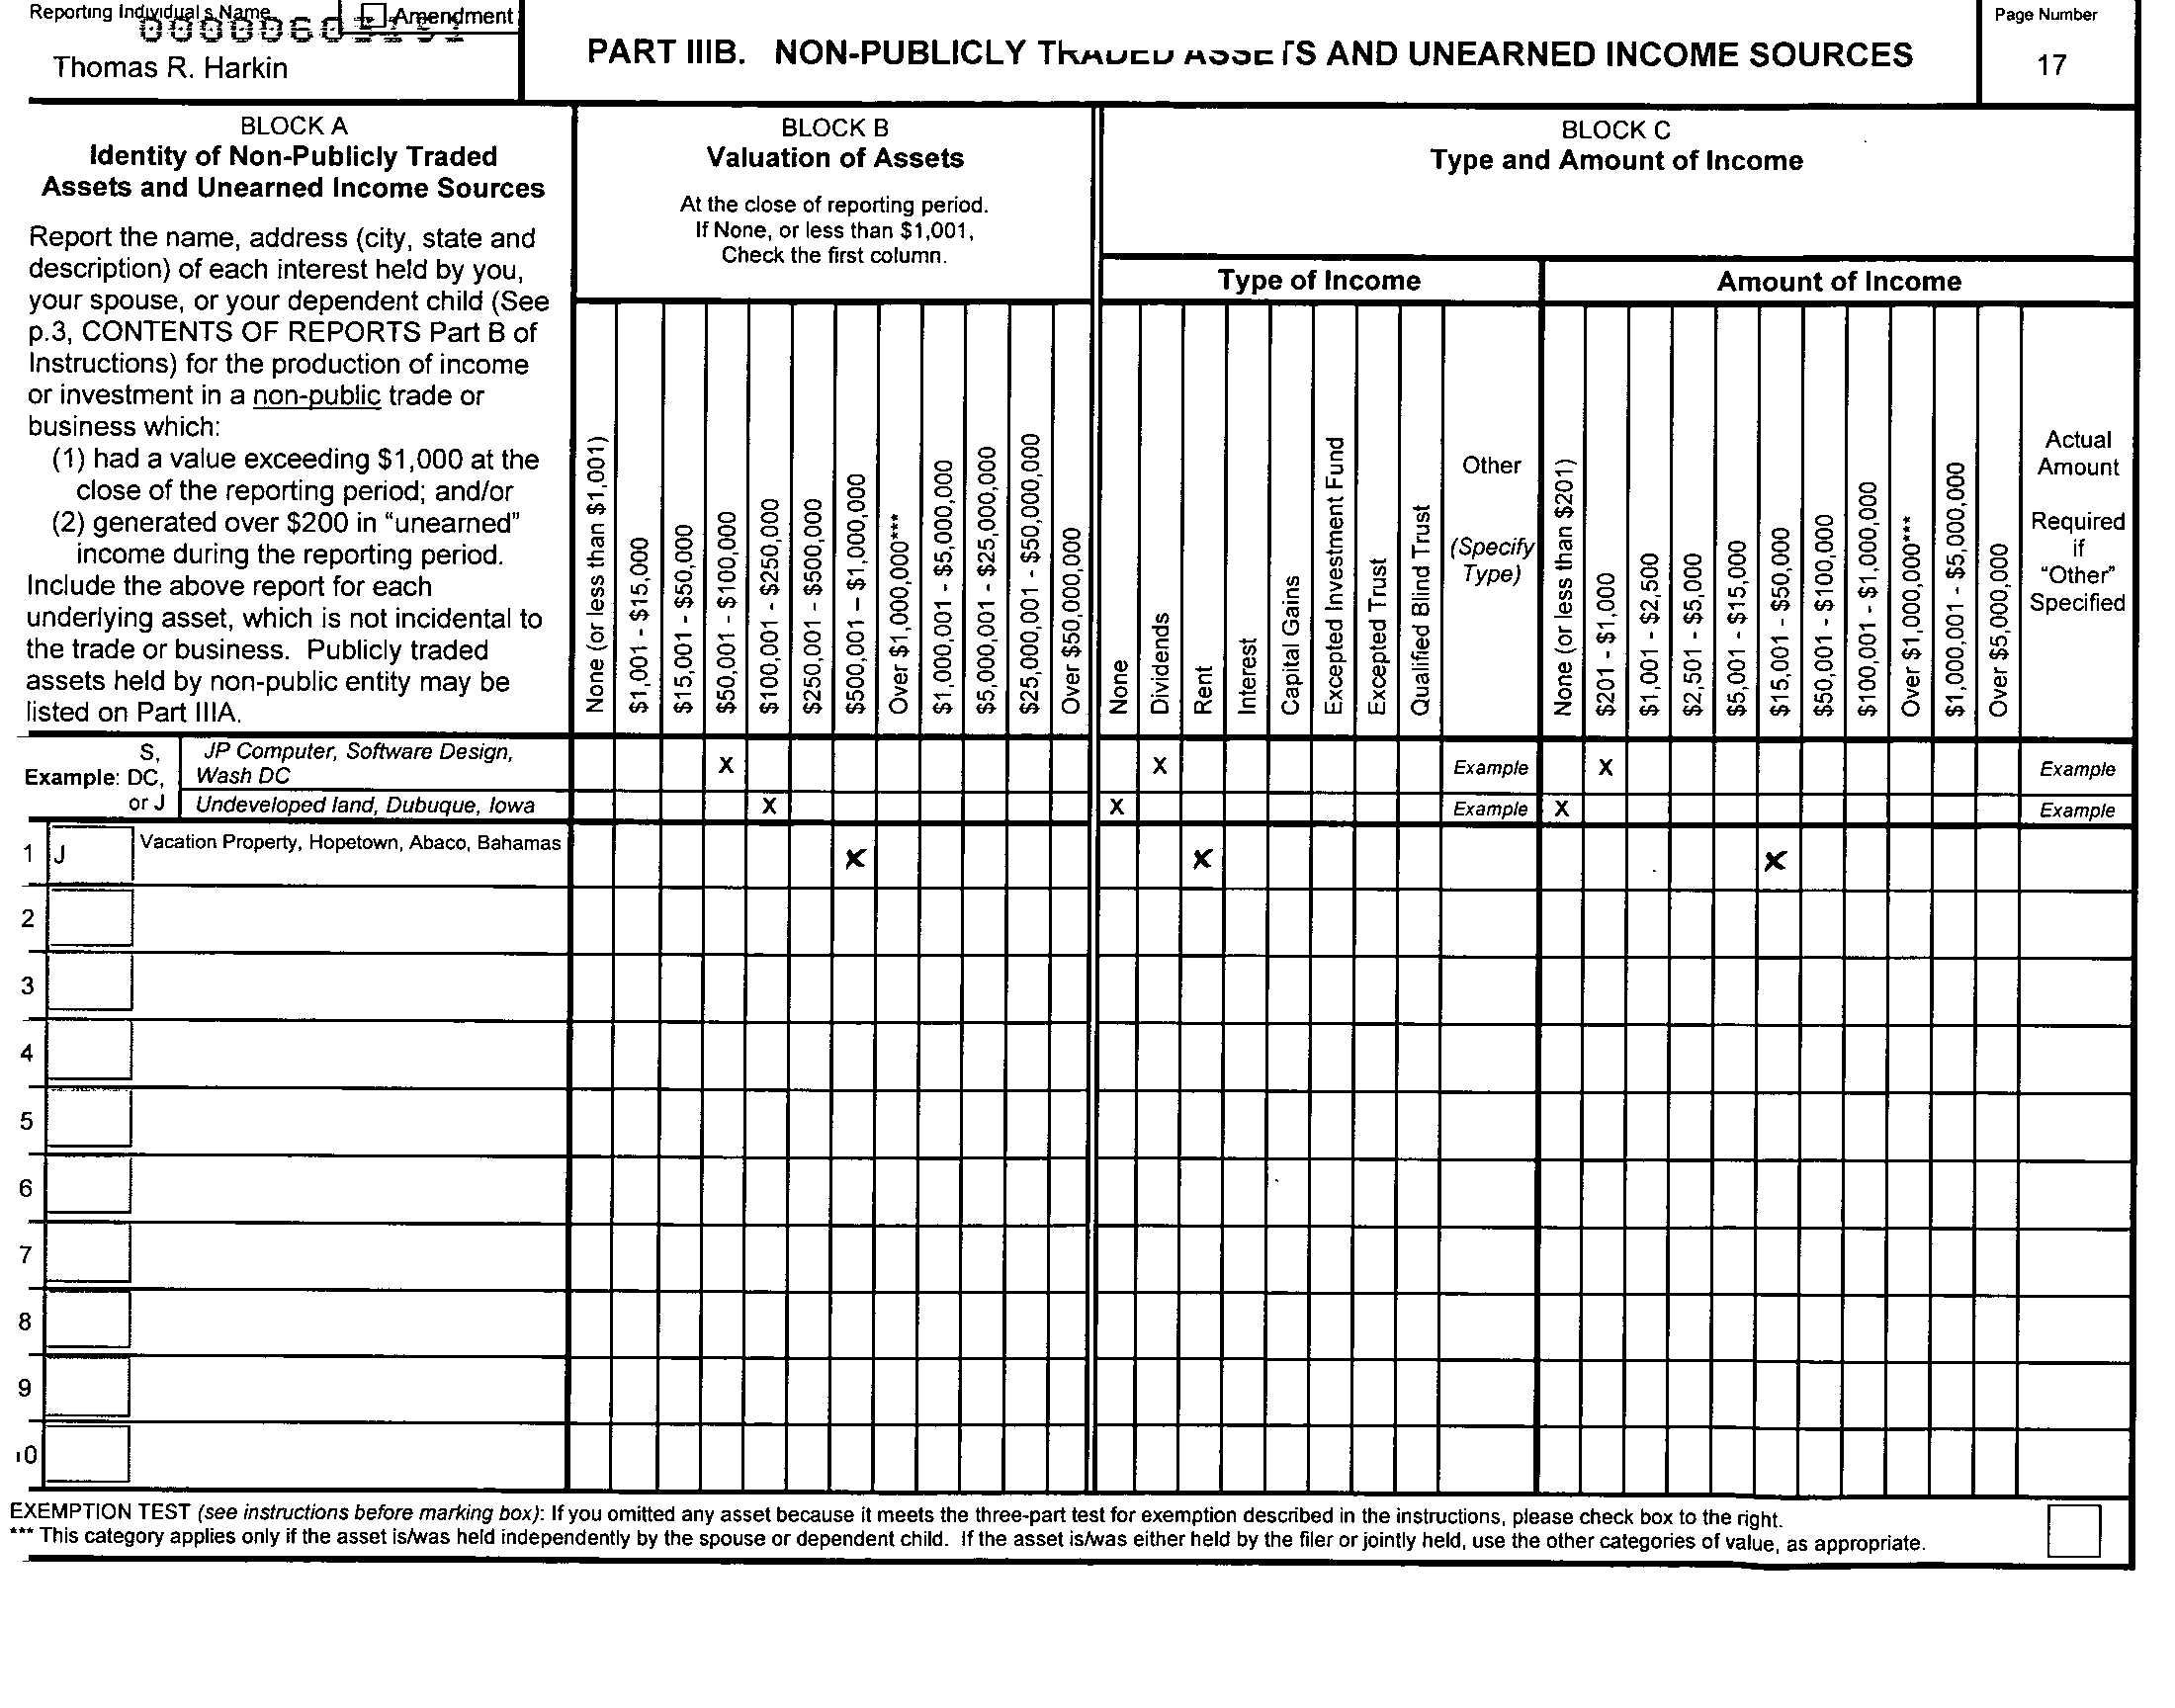 Reporting Individual's Name
Amendment
Thomas R. Harkin
PART IIIB. NON-PUBLICLY TRADED ASSETS AND UNEARNED INCOME SOURCES
Page Number
17
BLOCK A
Identity of Non-Publicly Traded
Assets and Unearned Income Sources
Report the name, address (city, state and
description) of each interest held by you,
your spouse, or your dependent child (See
p.3, CONTENTS OF REPORTS Part B of
Instructions) for the production of income
or investment in a non-public trade or
business which:
(1) had a value exceeding $1,000 at the
close of the reporting period; and/or
(2) generated over $200 in “unearned”
income during the reporting period.
Include the above report for each
underlying asset, which is not incidental to
the trade or business. Publicly traded
assets held by non-public entity may be
listed on Part IIIA.
BLOCK B
Valuation of Assets
At the close of reporting period.
If None, or less than $1,001,
Check the first column.
None (or less than $1,001)
$1,001 - $15,000
$15,001 - $50,000
$50,001 - $100,000
$100,001 - $250,000
$250,001 - $500,000
$500,001 – $1,000,000
Over $1,000,000***
$1,000,001 - $5,000,000
$5,000,001 - $25,000,000
$25,000,001 - $50,000,000
Over $50,000,000
BLOCK C
Type and Amount of Income
Type of Income
None
Dividends
Rent
Interest
Capital Gains
Excepted Investment Fund
Excepted Trust
Qualified Blind Trust
Other
(Specify
Type)
Amount of Income
None (or less than $201)
$201 - $1,000
$1,001 - $2,500
$2,501 - $5,000
$5,001 - $15,000
$15,001 - $50,000
$50,001 - $100,000
$100,001 - $1,000,000
Over $1,000,000***
$1,000,001 - $5,000,000
Over $5,000,000
Actual
Amount
Required
if
“Other”
Specified
S,
Example: DC,
or J
JP Computer, Software Design,
Wash DC
X X Example X Example
Undeveloped land, Dubuque, Iowa X X Example X Example
1 J Vacation Property, Hopetown, Abaco, Bahamas X X X
2
3
4
5
6
7
8
9
10
EXEMPTION TEST (see instructions before marking box): If you omitted any asset because it meets the three-part test for exemption described in the instructions, please check box to the right.
*** This category applies only if the asset is/was held independently by the spouse or dependent child. If the asset is/was either held by the filer or jointly held, use the other categories of value, as appropriate.